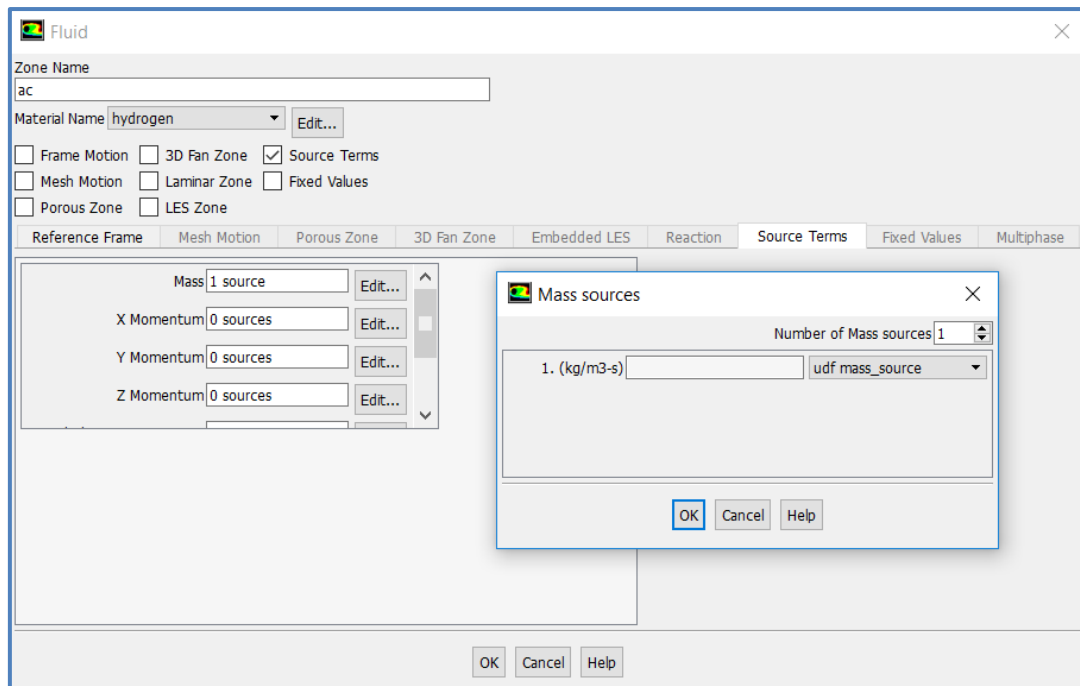 Fluid
Zone Name
ac
Material Name hydrogen Edit...
Frame Motion 3D Fan Zone Source Terms
Mesh Motion Laminar Zone Fixed Values
Porous Zone LES Zone
Reference Frame Mesh Motion Porous Zone 3D Fan Zone Embedded LES Reaction Source Terms Fixed Values Multiphase
Mass 1 source Edit...
X Momentum 0 sources Edit...
Y Momentum 0 sources Edit...
Z Momentum 0 sources Edit...
Mass sources
Number of Mass sources 1
1. (kg/m3-s) udf mass_source
OK Cancel Help
OK Cancel Help